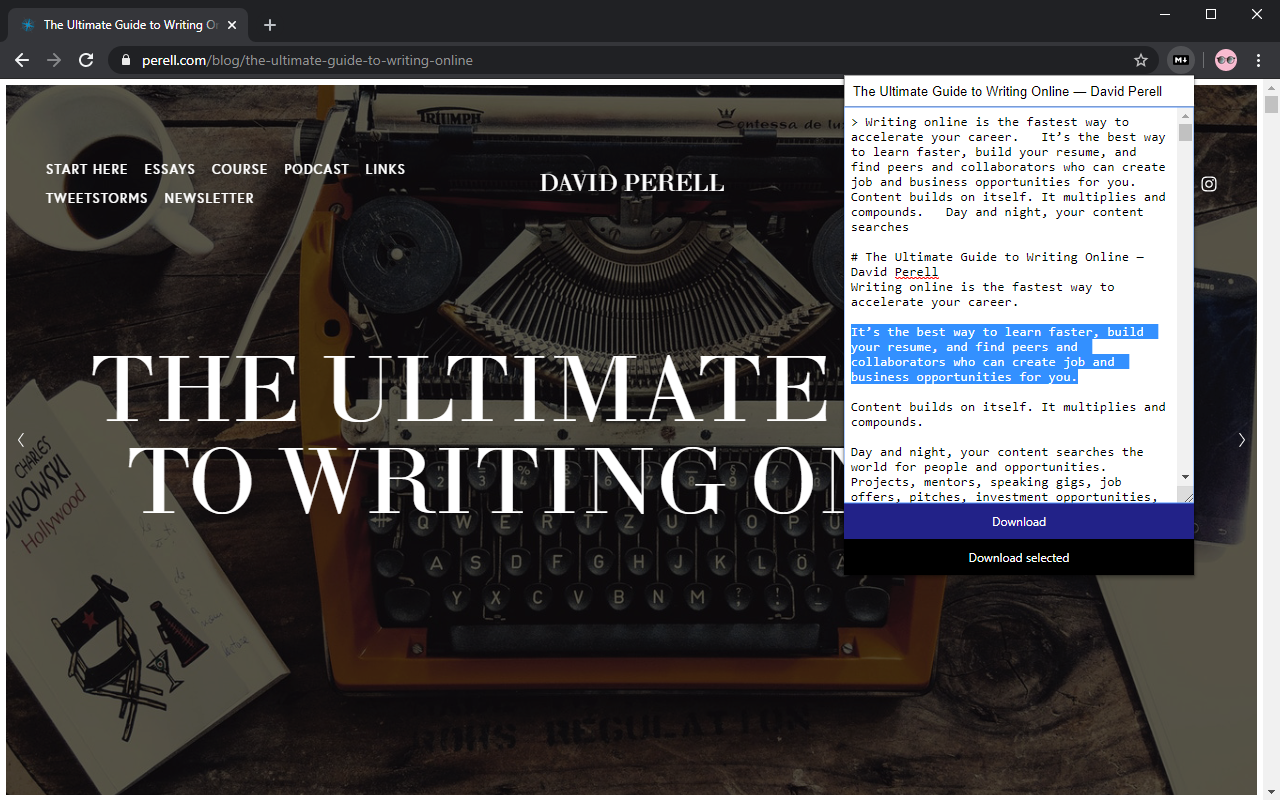 The Ultimate Guide to Writing On
perell.com/blog/the-ultimate-guide-to-writing-online
M
START HERE ESSAYS COURSE PODCAST LINKS
TWEETSTORMS NEWSLETTER
DAVID PERELL
TRIUMPH
Contessa de lu
THE ULTIMATE
TO WRITING ON
CHARLES
BUKOWSKI
Hollywood
Q W E R T Z U I O P
A S D F G H J K L Ö
Y X C V B N M
REGULATION
The Ultimate Guide to Writing Online — David Perell
> Writing online is the fastest way to
accelerate your career. It’s the best way
to learn faster, build your resume, and
find peers and collaborators who can create
job and business opportunities for you.
Content builds on itself. It multiplies and
compounds. Day and night, your content
searches
# The Ultimate Guide to Writing Online —
David Perell
Writing online is the fastest way to
accelerate your career.
It’s the best way to learn faster, build
your resume, and find peers and
collaborators who can create job and
business opportunities for you.
Content builds on itself. It multiplies and
compounds.
Day and night, your content searches the
world for people and opportunities.
Projects, mentors, speaking gigs, job
offers, pitches, investment opportunities,
Download
Download selected